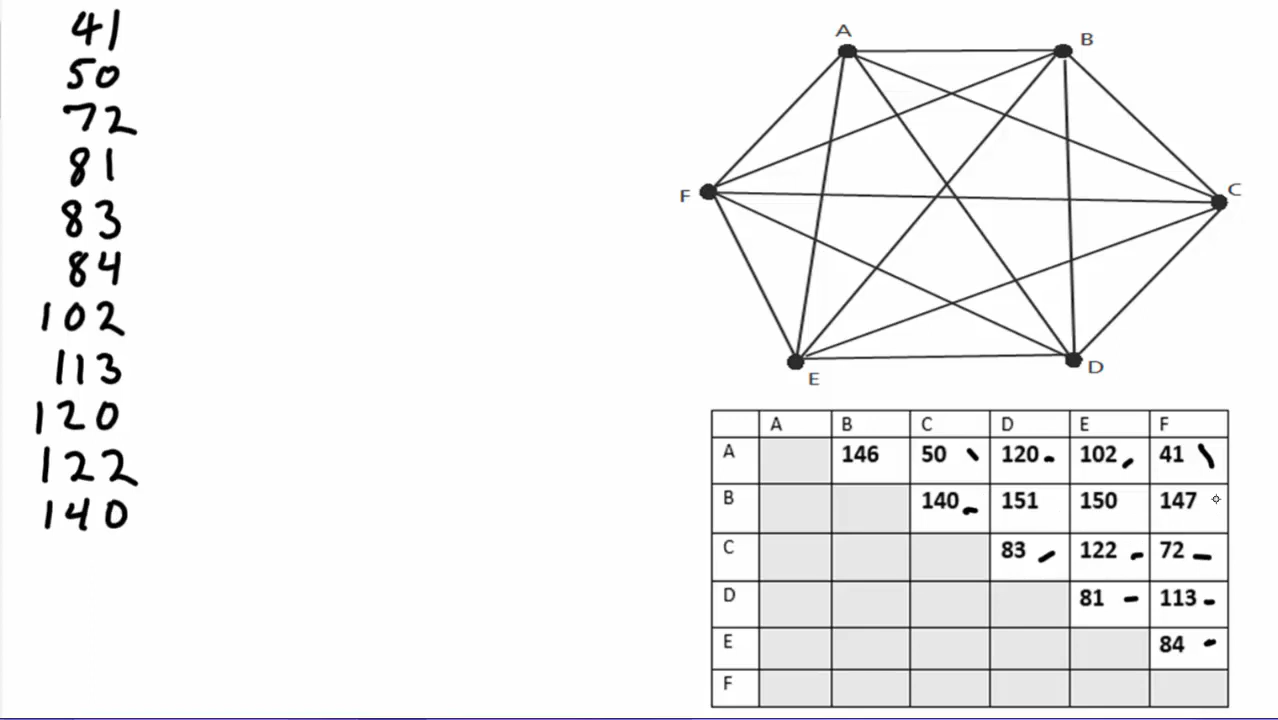 41
50
72
81
83
84
102
113
120
122
140
A
B
F
C
D
E
A B C D E F
A 146 50 120 102 41
B 140 151 150 147
C 83 122 72
D 81 113
E 84
F